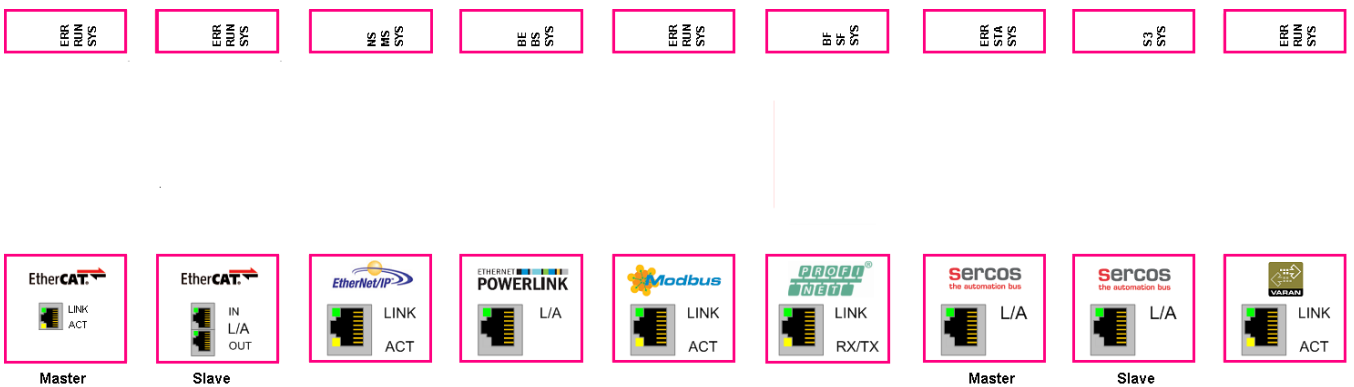 ERR
RUN
SYS
ERR
RUN
SYS
NS
MS
SYS
BE
BS
SYS
ERR
RUN
SYS
BF
SF
SYS
ERR
STA
SYS
S3
SYS
ERR
RUN
SYS
EtherCAT.
LINK
ACT
Master
EtherCAT.
IN
L/A
OUT
Slave
EtherNet/IP
LINK
ACT
ETHERNET
POWERLINK
L/A
Modbus
LINK
ACT
PROFI®
NET
LINK
RX/TX
sercos
the automation bus
L/A
Master
sercos
the automation bus
L/A
Slave
VARAN
LINK
ACT